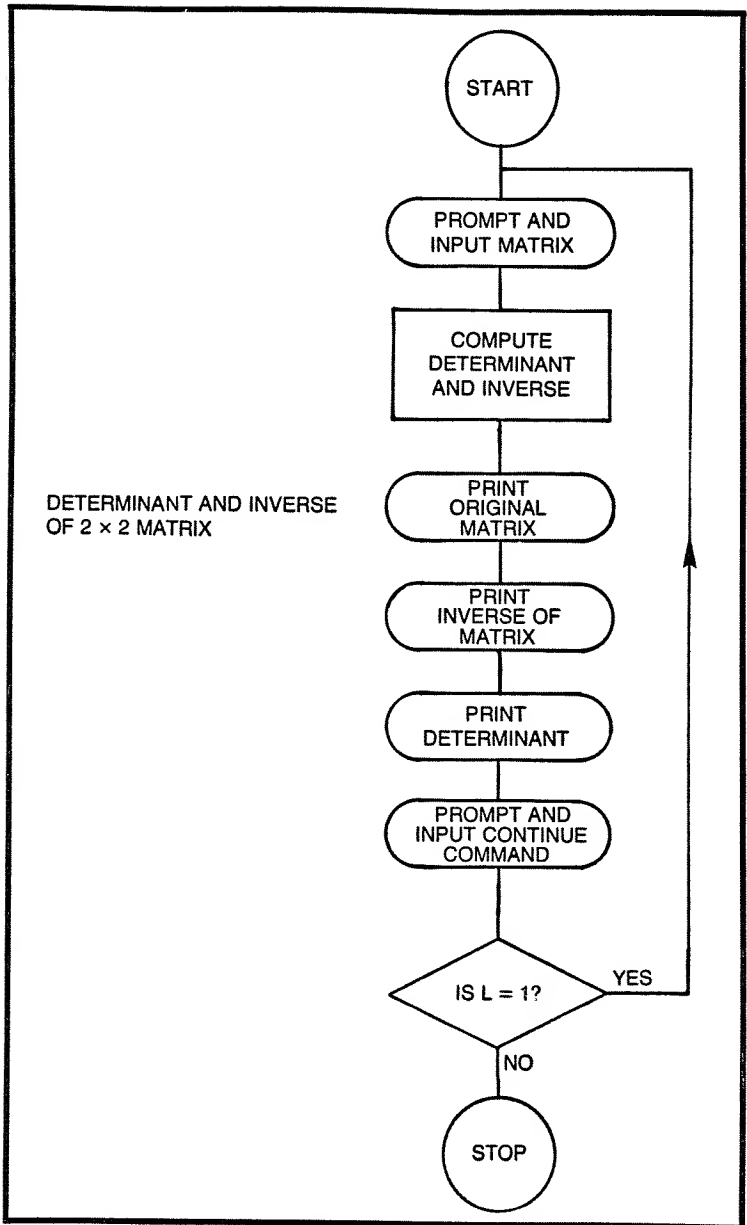 START
PROMPT AND
INPUT MATRIX
COMPUTE
DETERMINANT
AND INVERSE
DETERMINANT AND INVERSE
OF 2 × 2 MATRIX
PRINT
ORIGINAL
MATRIX
PRINT
INVERSE OF
MATRIX
PRINT
DETERMINANT
PROMPT AND
INPUT CONTINUE
COMMAND
IS L = 1?
YES
NO
STOP